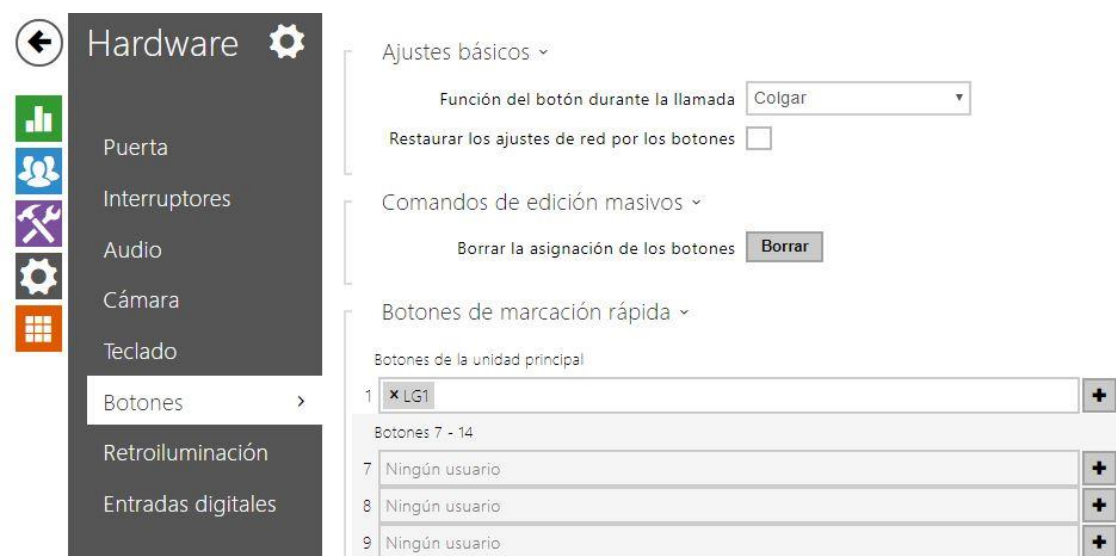 Hardware
Puerta
Interruptores
Audio
Cámara
Teclado
Botones
Retroiluminación
Entradas digitales
Ajustes básicos
Función del botón durante la llamada Colgar
Restaurar los ajustes de red por los botones
Comandos de edición masivos
Borrar la asignación de los botones Borrar
Botones de marcación rápida
Botones de la unidad principal
1 × LG1
Botones 7 - 14
7 Ningún usuario
8 Ningún usuario
9 Ningún usuario